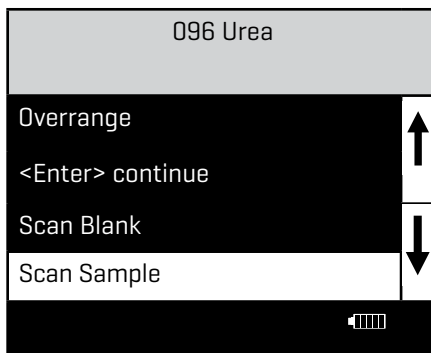 096 Urea
Overrange
<Enter> continue
Scan Blank
Scan Sample